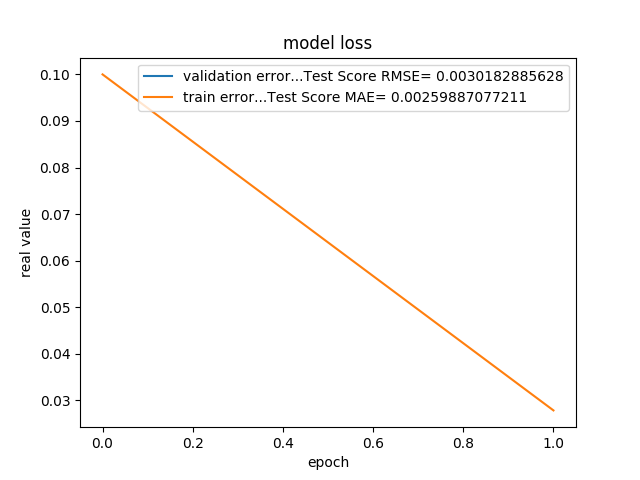 model loss
validation error...Test Score RMSE= 0.0030182885628
train error...Test Score MAE= 0.00259887077211
0.10
0.09
0.08
0.07
0.06
0.05
0.04
0.03
real value
0.0 0.2 0.4 0.6 0.8 1.0
epoch